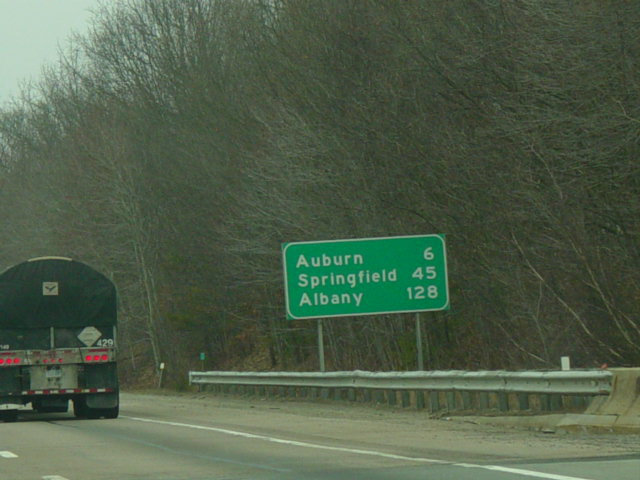 Auburn 6
Springfield 45
Albany 128
429